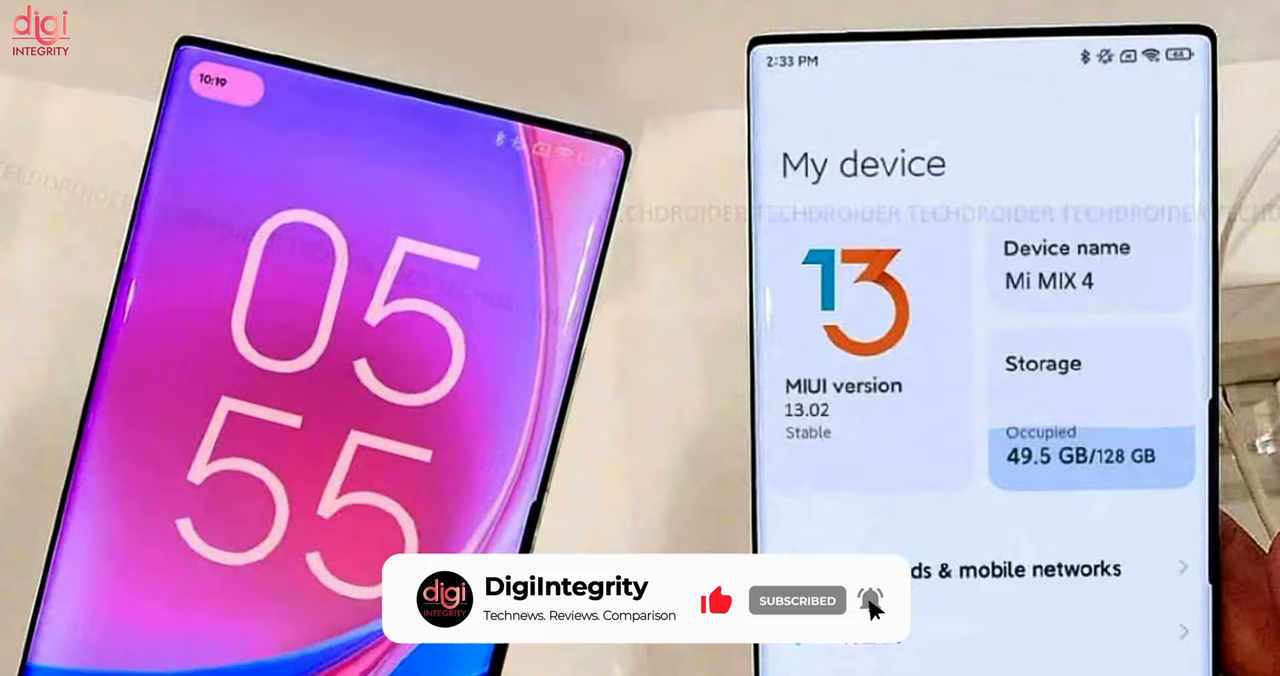 digi
INTEGRITY
10:19
05
55
2:33 PM
68
My device
TECHDROIDER TECHDROIDER TECHDROIDER
13
MIUI version
13.02
Stable
Device name
Mi MIX 4
Storage
Occupied
49.5 GB/128 GB
ds & mobile networks
digi
INTEGRITY
DigiIntegrity
Technews. Reviews. Comparison
SUBSCRIBED